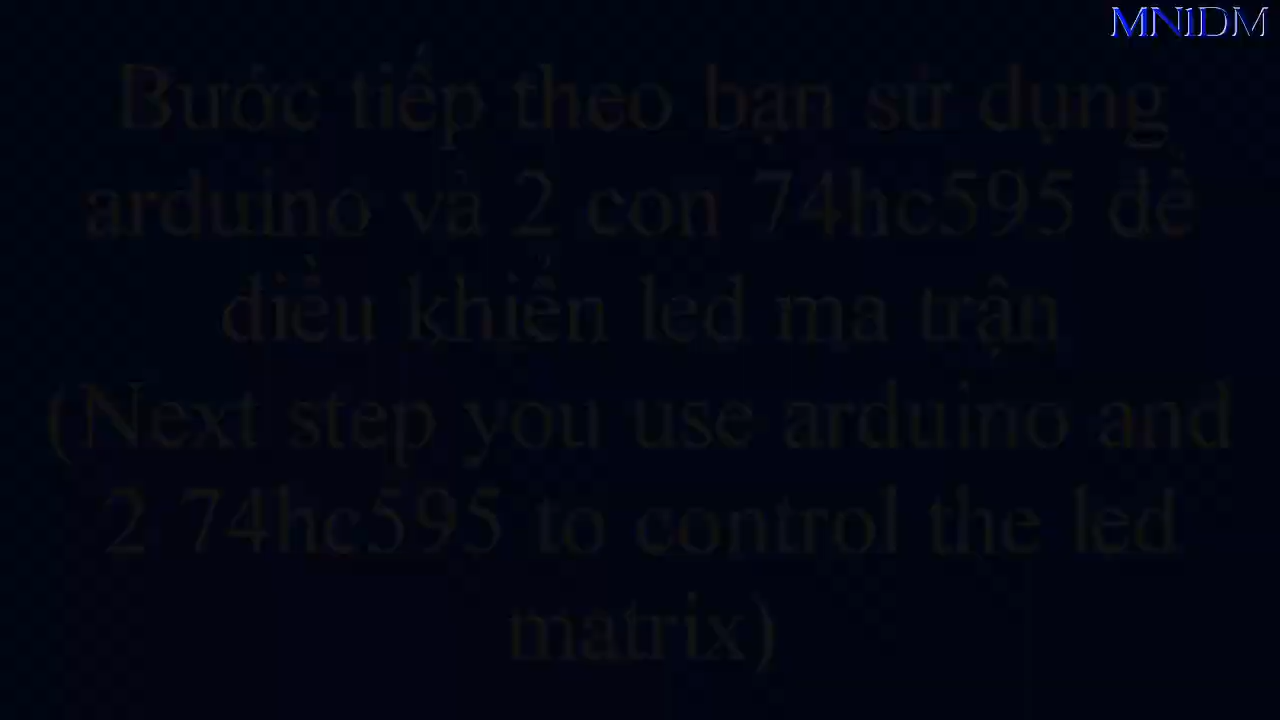 MN1DM
Bước tiếp theo bạn sử dụng
arduino và 2 con 74hc595 để
điều khiển led ma trận
(Next step you use arduino and
2 74hc595 to control the led
matrix)